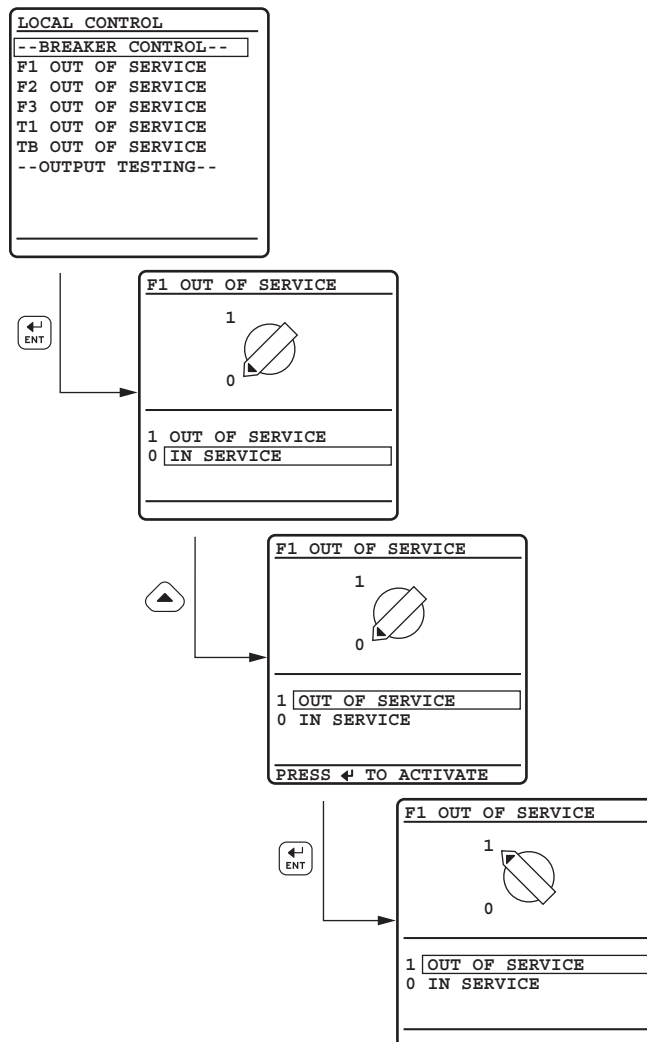 LOCAL CONTROL
--BREAKER CONTROL--
F1 OUT OF SERVICE
F2 OUT OF SERVICE
F3 OUT OF SERVICE
T1 OUT OF SERVICE
TB OUT OF SERVICE
--OUTPUT TESTING--
ENT
F1 OUT OF SERVICE
1
0
1 OUT OF SERVICE
0 IN SERVICE
F1 OUT OF SERVICE
1
0
1 OUT OF SERVICE
0 IN SERVICE
PRESS ↵ TO ACTIVATE
ENT
F1 OUT OF SERVICE
1
0
1 OUT OF SERVICE
0 IN SERVICE